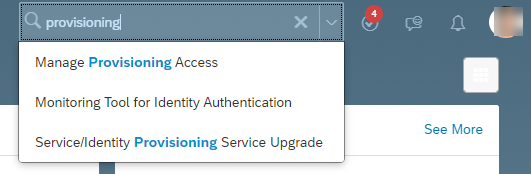 provisioning
4
Manage Provisioning Access
Monitoring Tool for Identity Authentication
Service/Identity Provisioning Service Upgrade
See More